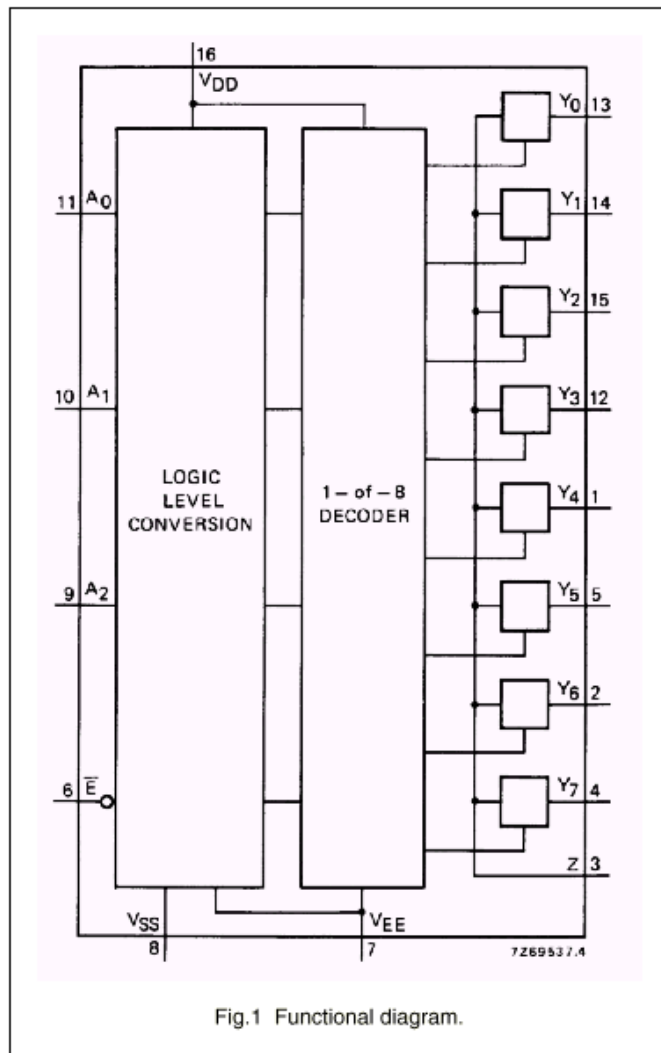 16
VDD
Y0 13
11 A0
Y1 14
Y2 15
10 A1
Y3 12
LOGIC
LEVEL
CONVERSION
1 – of – 8
DECODER
Y4 1
9 A2
Y5 5
Y6 2
6 E̅
Y7 4
Z 3
VSS
8
VEE
7
7Z69537.4
Fig.1 Functional diagram.